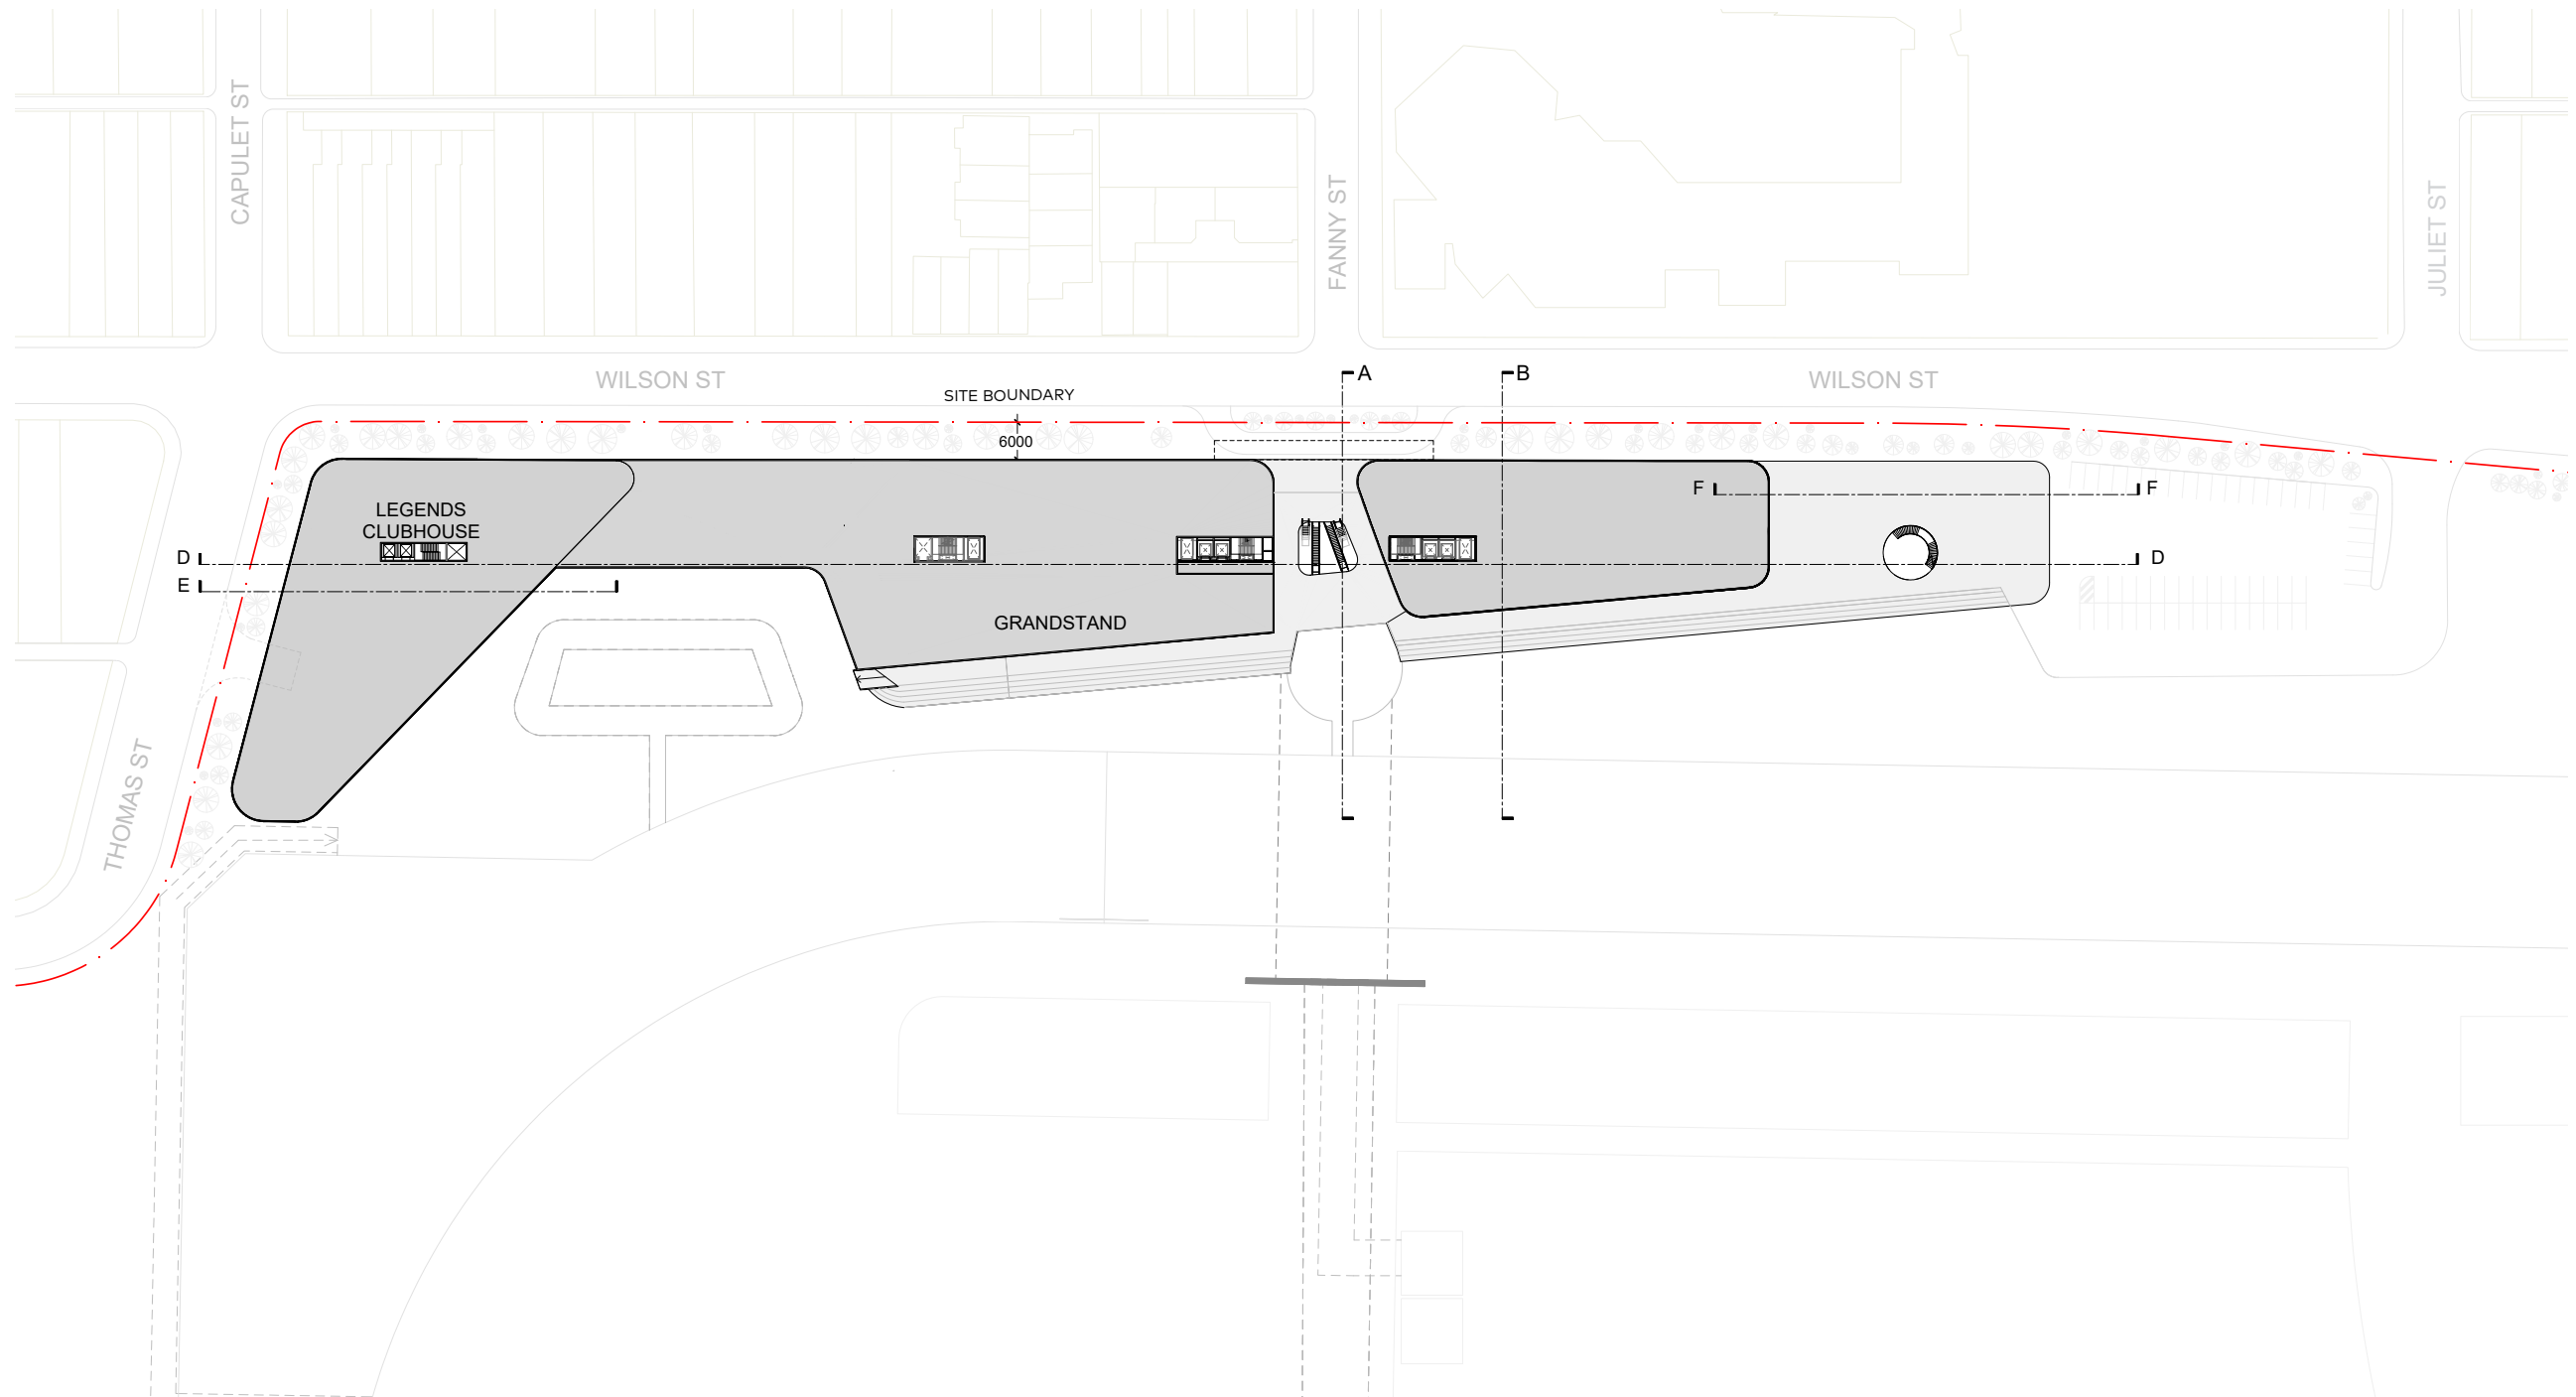 CAPULET ST
FANNY ST
JULIET ST
WILSON ST
WILSON ST
SITE BOUNDARY
A
B
6000
F
F
LEGENDS
CLUBHOUSE
D
D
E
GRANDSTAND
THOMAS ST